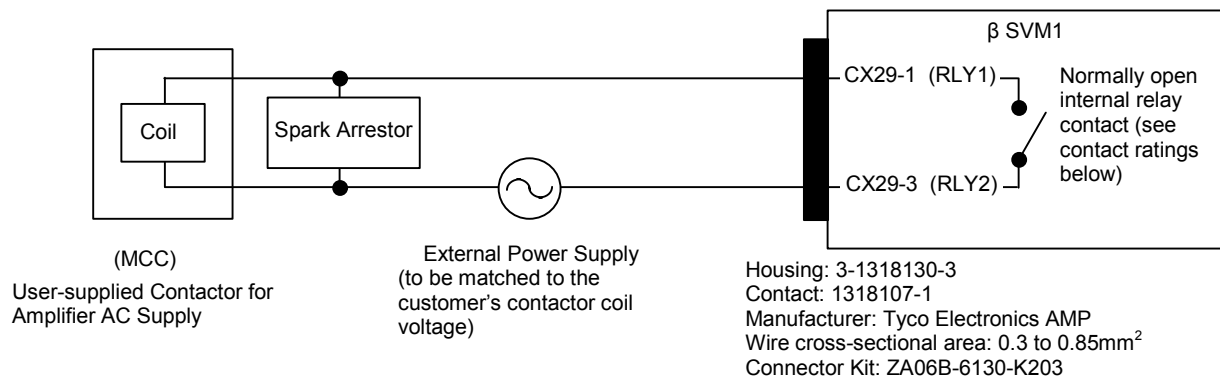 β SVM1
CX29-1 (RLY1)
Normally open
internal relay
contact (see
contact ratings
below)
CX29-3 (RLY2)
Coil
Spark Arrestor
(MCC)
User-supplied Contactor for
Amplifier AC Supply
External Power Supply
(to be matched to the
customer’s contactor coil
voltage)
Housing: 3-1318130-3
Contact: 1318107-1
Manufacturer: Tyco Electronics AMP
Wire cross-sectional area: 0.3 to 0.85mm²
Connector Kit: ZA06B-6130-K203